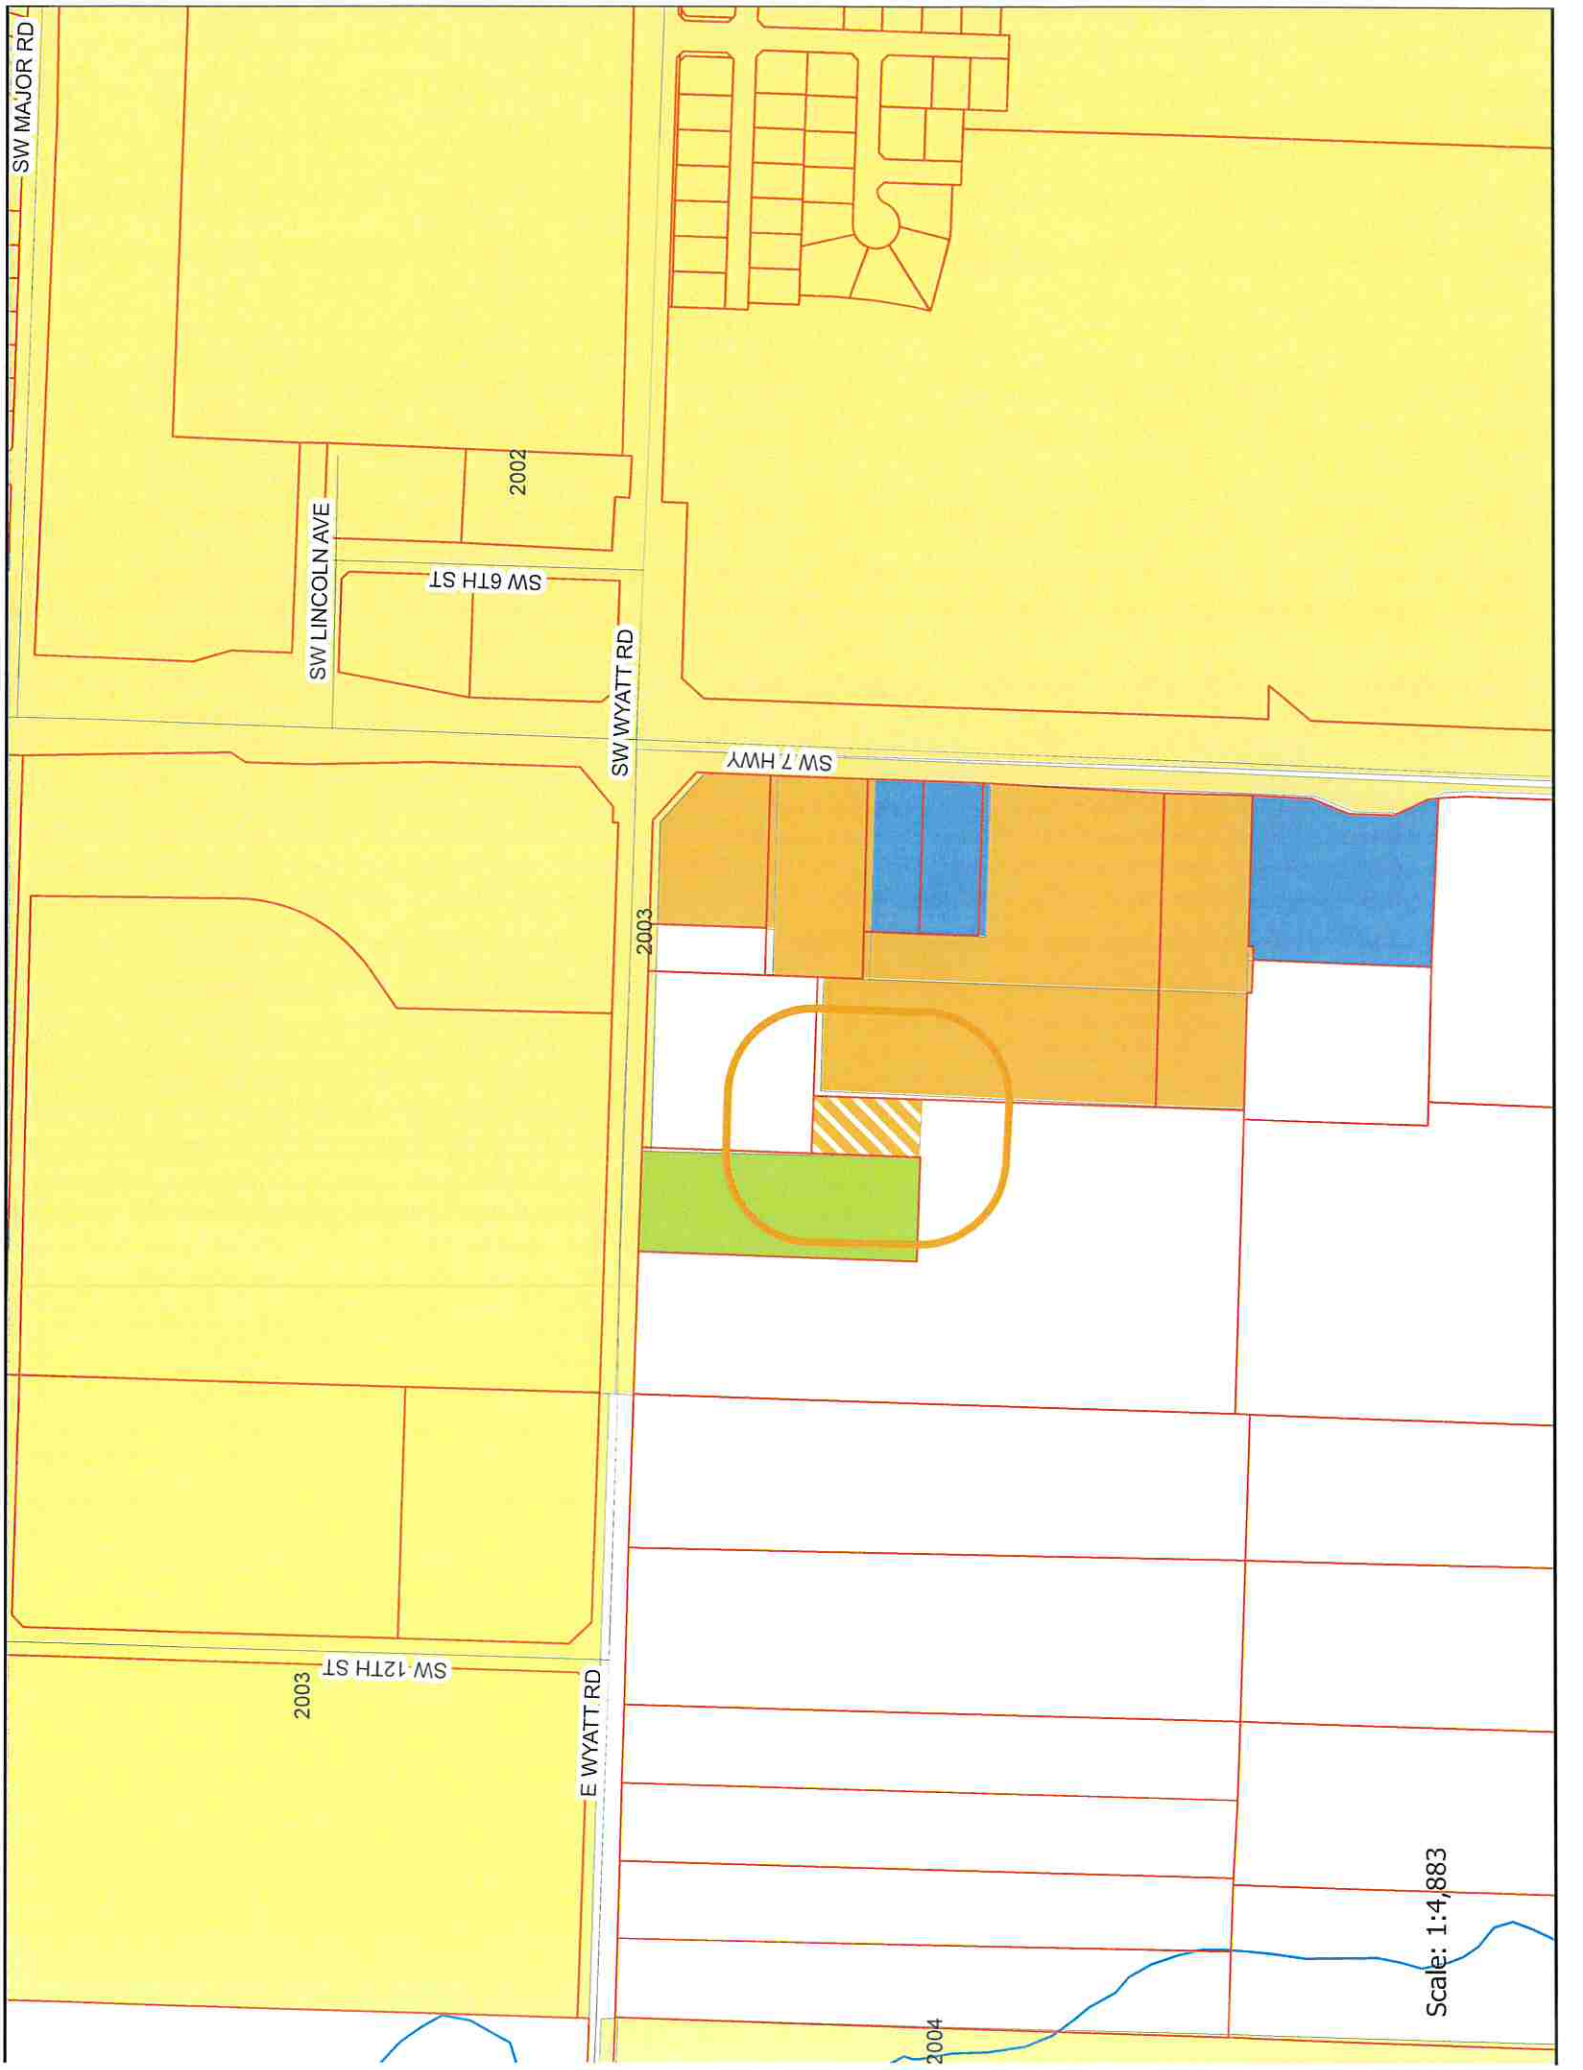 SW MAJOR RD
2002
SW LINCOLN AVE
SW 6TH ST
SW WYATT RD
SW 7 HWY
2003
SW 12TH ST
2003
E WYATT RD
Scale: 1:4,883
2004